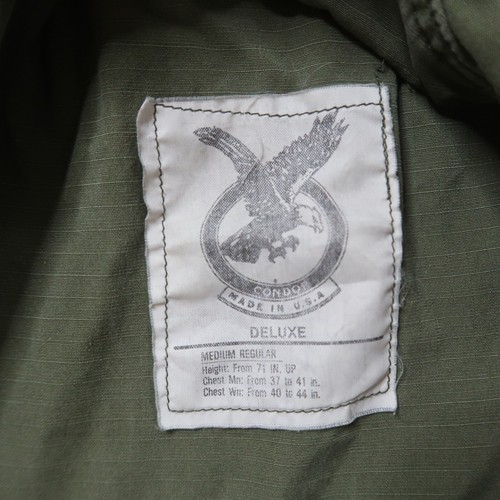 CONDOR
MADE IN U.S.A
DELUXE
MEDIUM REGULAR
Height: From 71 IN. UP
Chest Mn: From 37 to 41 in.
Chest Wn: From 40 to 44 in.